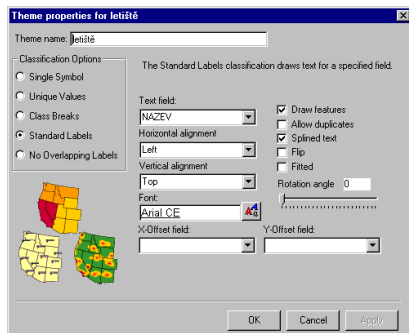 Theme properties for letiště
Theme name: letiště
Classification Options
Single Symbol
Unique Values
Class Breaks
Standard Labels
No Overlapping Labels
The Standard Labels classification draws text for a specified field.
Text field:
NAZEV
Horizontal alignment
Left
Vertical alignment
Top
Font:
Arial CE
Draw features
Allow duplicates
Splined text
Flip
Fitted
Rotation angle 0
X-Offset field:
Y-Offset field:
OK Cancel Apply